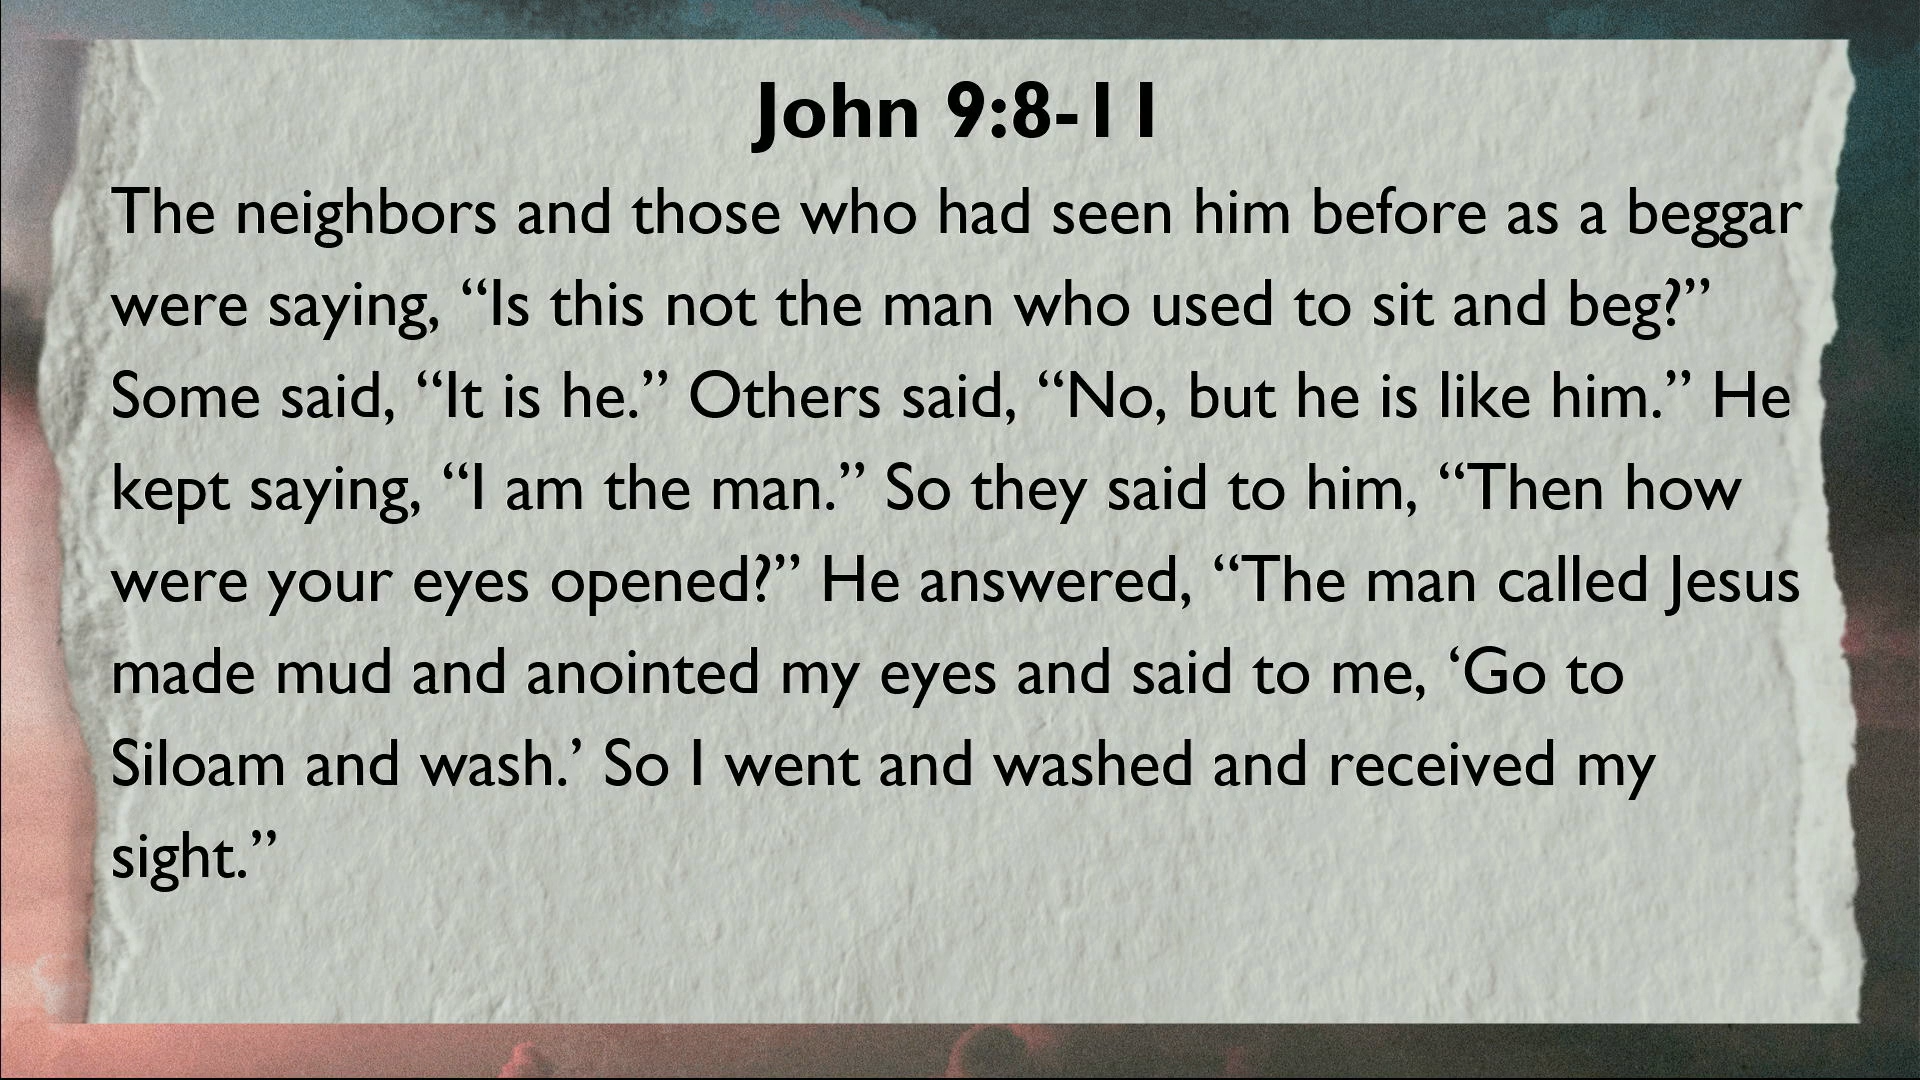 John 9:8-11
The neighbors and those who had seen him before as a beggar
were saying, “Is this not the man who used to sit and beg?”
Some said, “It is he.” Others said, “No, but he is like him.” He
kept saying, “I am the man.” So they said to him, “Then how
were your eyes opened?” He answered, “The man called Jesus
made mud and anointed my eyes and said to me, ‘Go to
Siloam and wash.’ So I went and washed and received my
sight.”